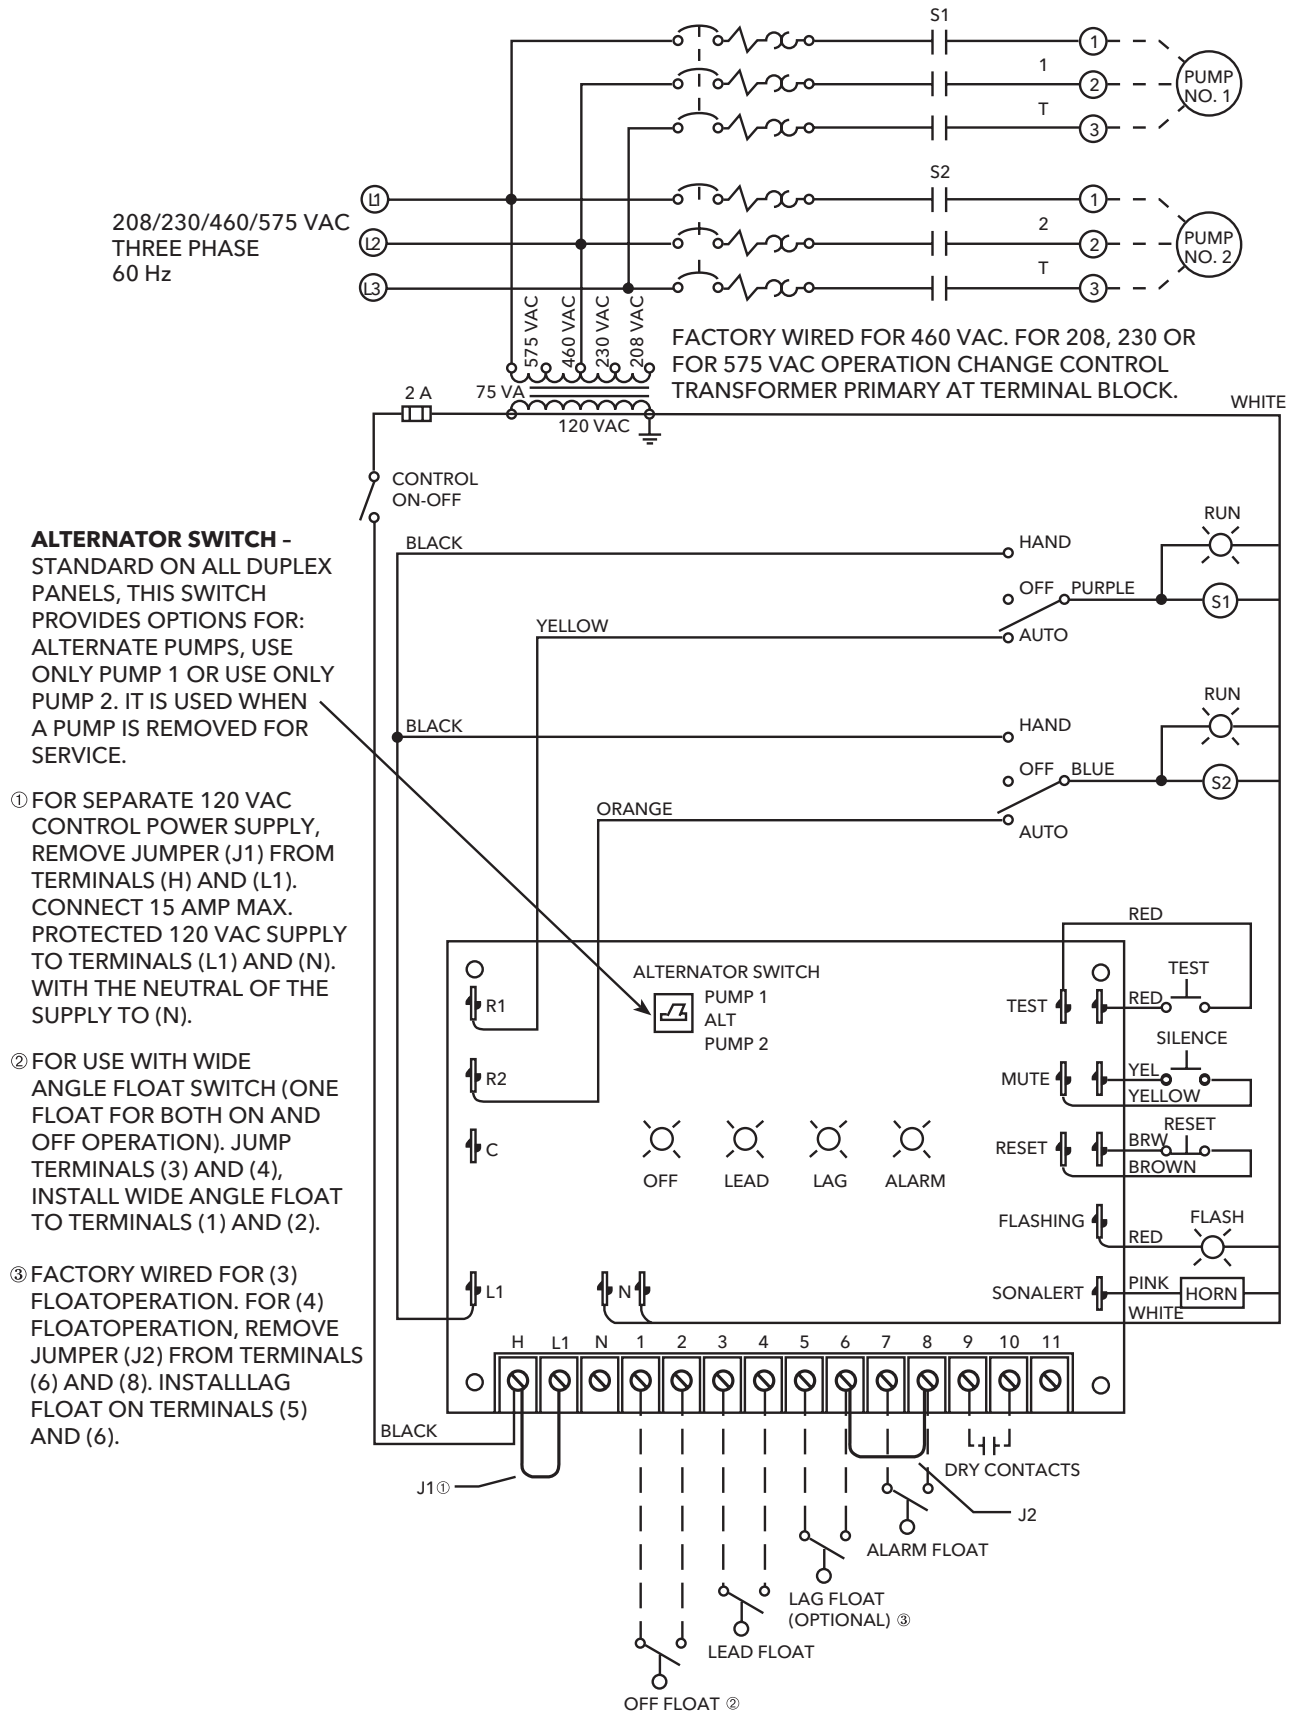 S1
1
1
2
T
3
PUMP
NO. 1
S2
L1
1
208/230/460/575 VAC
THREE PHASE
60 Hz
2
L2
2
PUMP
NO. 2
T
L3
3
575 VAC
460 VAC
230 VAC
208 VAC
FACTORY WIRED FOR 460 VAC. FOR 208, 230 OR
FOR 575 VAC OPERATION CHANGE CONTROL
TRANSFORMER PRIMARY AT TERMINAL BLOCK.
2 A
75 VA
120 VAC
WHITE
CONTROL
ON-OFF
ALTERNATOR SWITCH –
STANDARD ON ALL DUPLEX
PANELS, THIS SWITCH
PROVIDES OPTIONS FOR:
ALTERNATE PUMPS, USE
ONLY PUMP 1 OR USE ONLY
PUMP 2. IT IS USED WHEN
A PUMP IS REMOVED FOR
SERVICE.
① FOR SEPARATE 120 VAC
CONTROL POWER SUPPLY,
REMOVE JUMPER (J1) FROM
TERMINALS (H) AND (L1).
CONNECT 15 AMP MAX.
PROTECTED 120 VAC SUPPLY
TO TERMINALS (L1) AND (N).
WITH THE NEUTRAL OF THE
SUPPLY TO (N).
② FOR USE WITH WIDE
ANGLE FLOAT SWITCH (ONE
FLOAT FOR BOTH ON AND
OFF OPERATION). JUMP
TERMINALS (3) AND (4),
INSTALL WIDE ANGLE FLOAT
TO TERMINALS (1) AND (2).
③ FACTORY WIRED FOR (3)
FLOATOPERATION. FOR (4)
FLOATOPERATION, REMOVE
JUMPER (J2) FROM TERMINALS
(6) AND (8). INSTALLLAG
FLOAT ON TERMINALS (5)
AND (6).
BLACK
HAND
RUN
OFF
PURPLE
S1
YELLOW
AUTO
BLACK
HAND
RUN
OFF
BLUE
S2
ORANGE
AUTO
RED
ALTERNATOR SWITCH
PUMP 1
ALT
PUMP 2
R1
TEST
RED
TEST
R2
MUTE
YEL
SILENCE
YELLOW
C
RESET
BRW
RESET
BROWN
OFF
LEAD
LAG
ALARM
FLASHING
RED
FLASH
L1
N
SONALERT
PINK
HORN
WHITE
H
L1
N
1
2
3
4
5
6
7
8
9
10
11
BLACK
J1①
DRY CONTACTS
J2
ALARM FLOAT
LAG FLOAT
(OPTIONAL) ③
LEAD FLOAT
OFF FLOAT ②